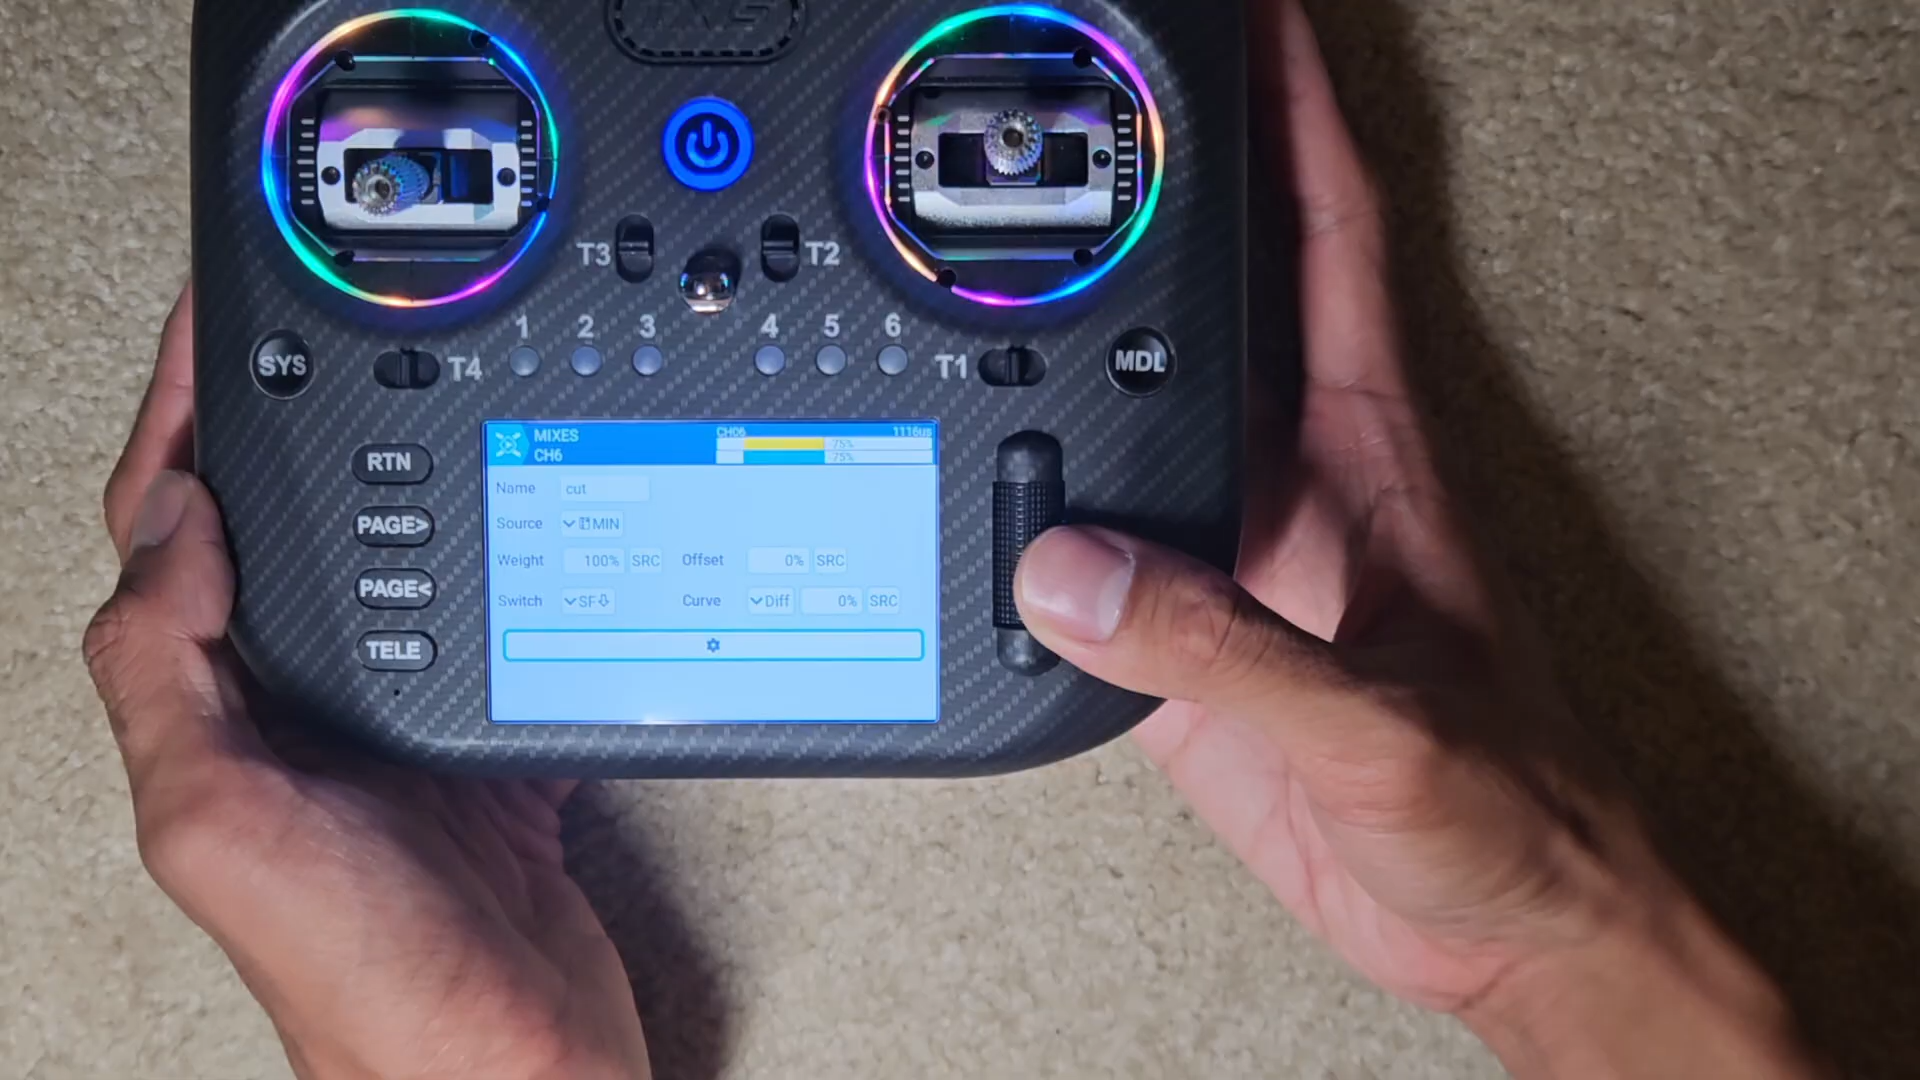 T3
T2
1 2 3 4 5 6
SYS
T4
T1
MDL
MIXES
CH6
CH06 1116us
75%
75%
RTN
PAGE>
PAGE<
TELE
Name cut
Source MIN
Weight 100% SRC Offset 0% SRC
Switch SF Curve Diff 0% SRC